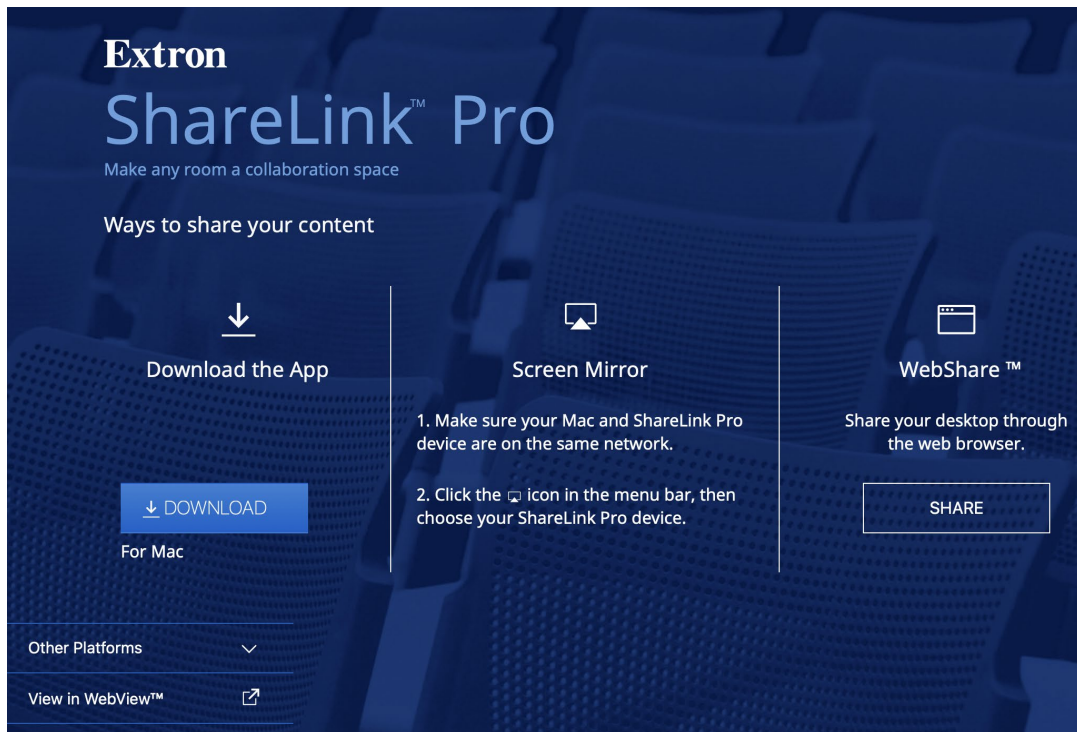 Extron
ShareLink™ Pro
Make any room a collaboration space
Ways to share your content
Download the App
DOWNLOAD
For Mac
Screen Mirror
1. Make sure your Mac and ShareLink Pro
device are on the same network.
2. Click the icon in the menu bar, then
choose your ShareLink Pro device.
WebShare ™
Share your desktop through
the web browser.
SHARE
Other Platforms
View in WebView™